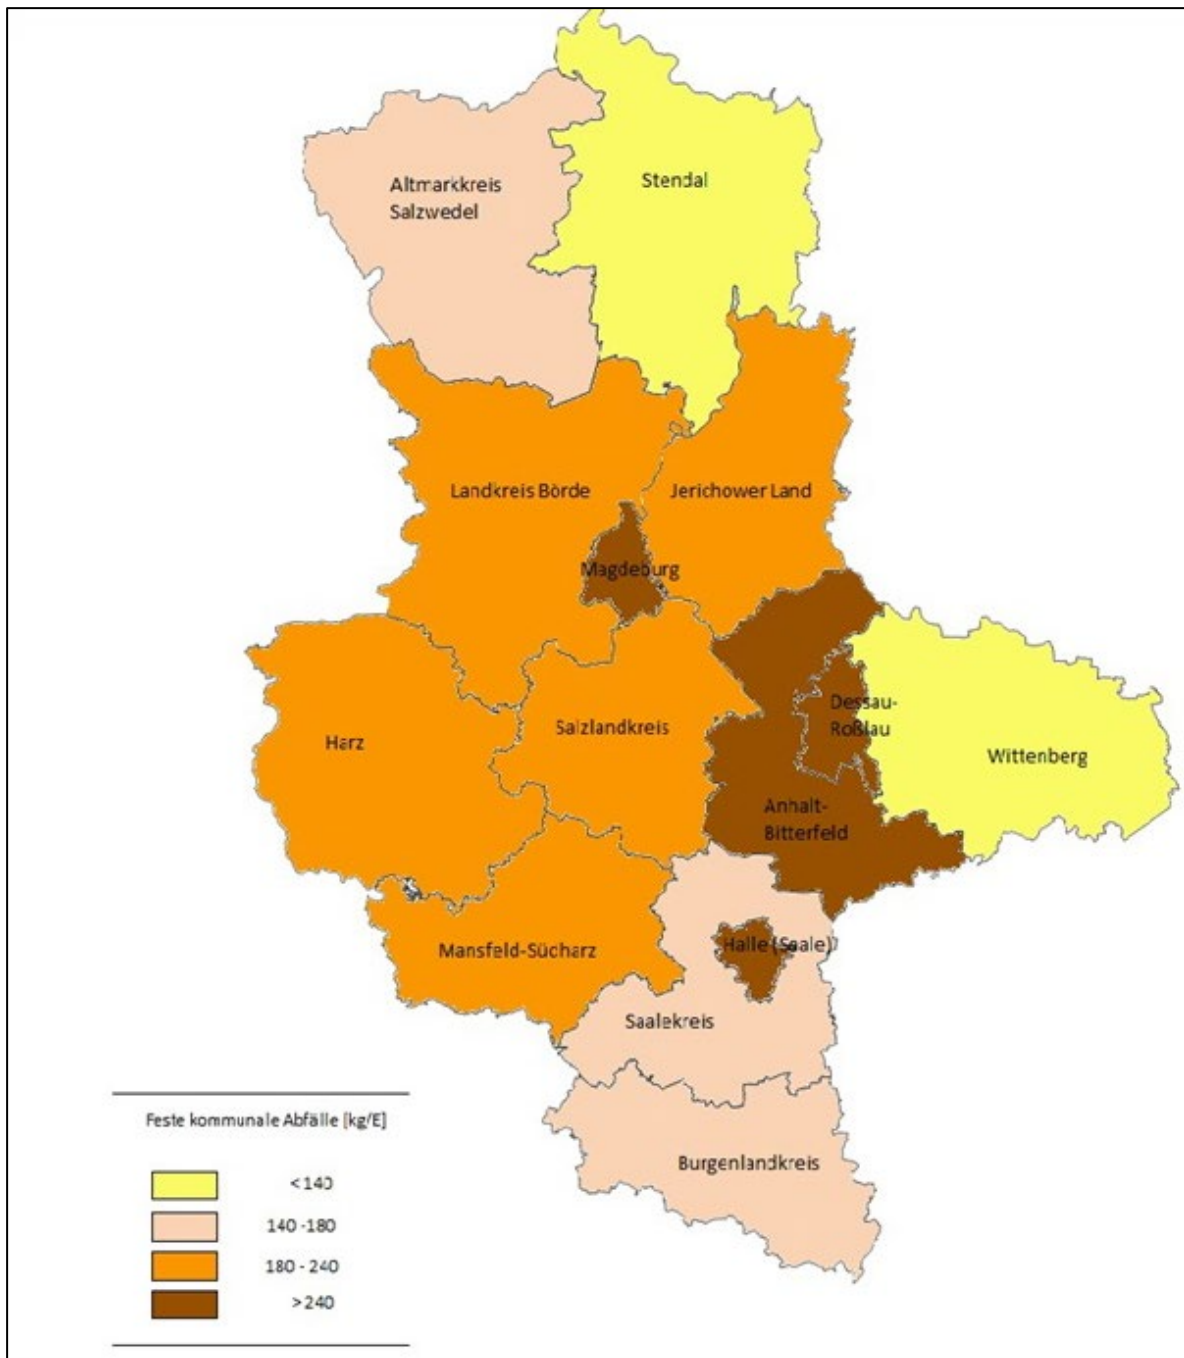 Stendal
Altmarkkreis
Salzwedel
Landkreis Börde
Jerichower Land
Magdeburg
Dessau-
Roßlau
Salzlandkreis
Harz
Wittenberg
Anhalt-
Bitterfeld
Halle (Saale)
Mansfeld-Südharz
Saalekreis
Burgenlandkreis
Feste kommunale Abfälle [kg/E]
< 140
140 -180
180 - 240
> 240